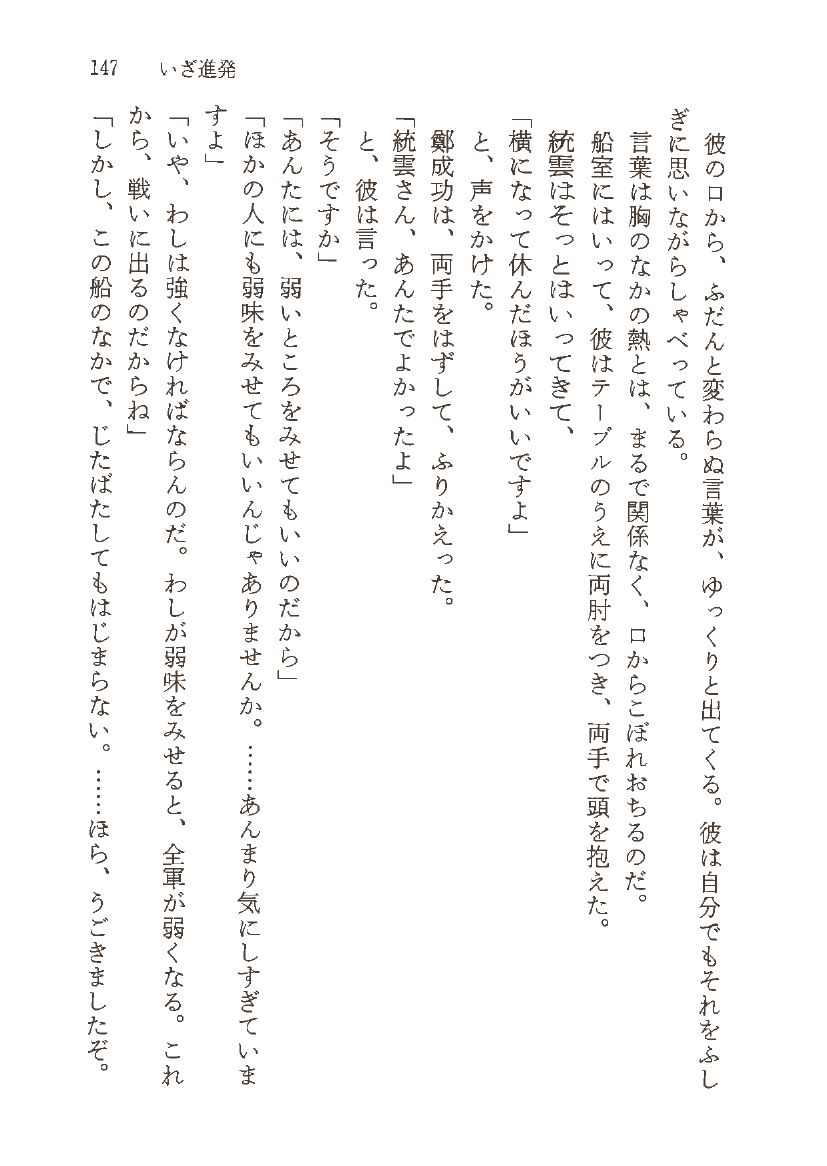 147　いざ進発
　彼の口から、ふだんと変わらぬ言葉が、ゆっくりと出てくる。彼は自分でもそれをふし
ぎに思いながらしゃべっている。
　言葉は胸のなかの熱とは、まるで関係なく、口からこぼれおちるのだ。
　船室にはいって、彼はテーブルのうえに両肘をつき、両手で頭を抱えた。
　統雲はそっとはいってきて、
「横になって休んだほうがいいですよ」
　と、声をかけた。
　鄭成功は、両手をはずして、ふりかえった。
「統雲さん、あんたでよかったよ」
　と、彼は言った。
「そうですか」
「あんたには、弱いところをみせてもいいのだから」
「ほかの人にも弱味をみせてもいいんじゃありませんか。……あんまり気にしすぎていま
すよ」
「いや、わしは強くなければならんのだ。わしが弱味をみせると、全軍が弱くなる。これ
から、戦いに出るのだからね」
「しかし、この船のなかで、じたばたしてもはじまらない。……ほら、うごきましたぞ。